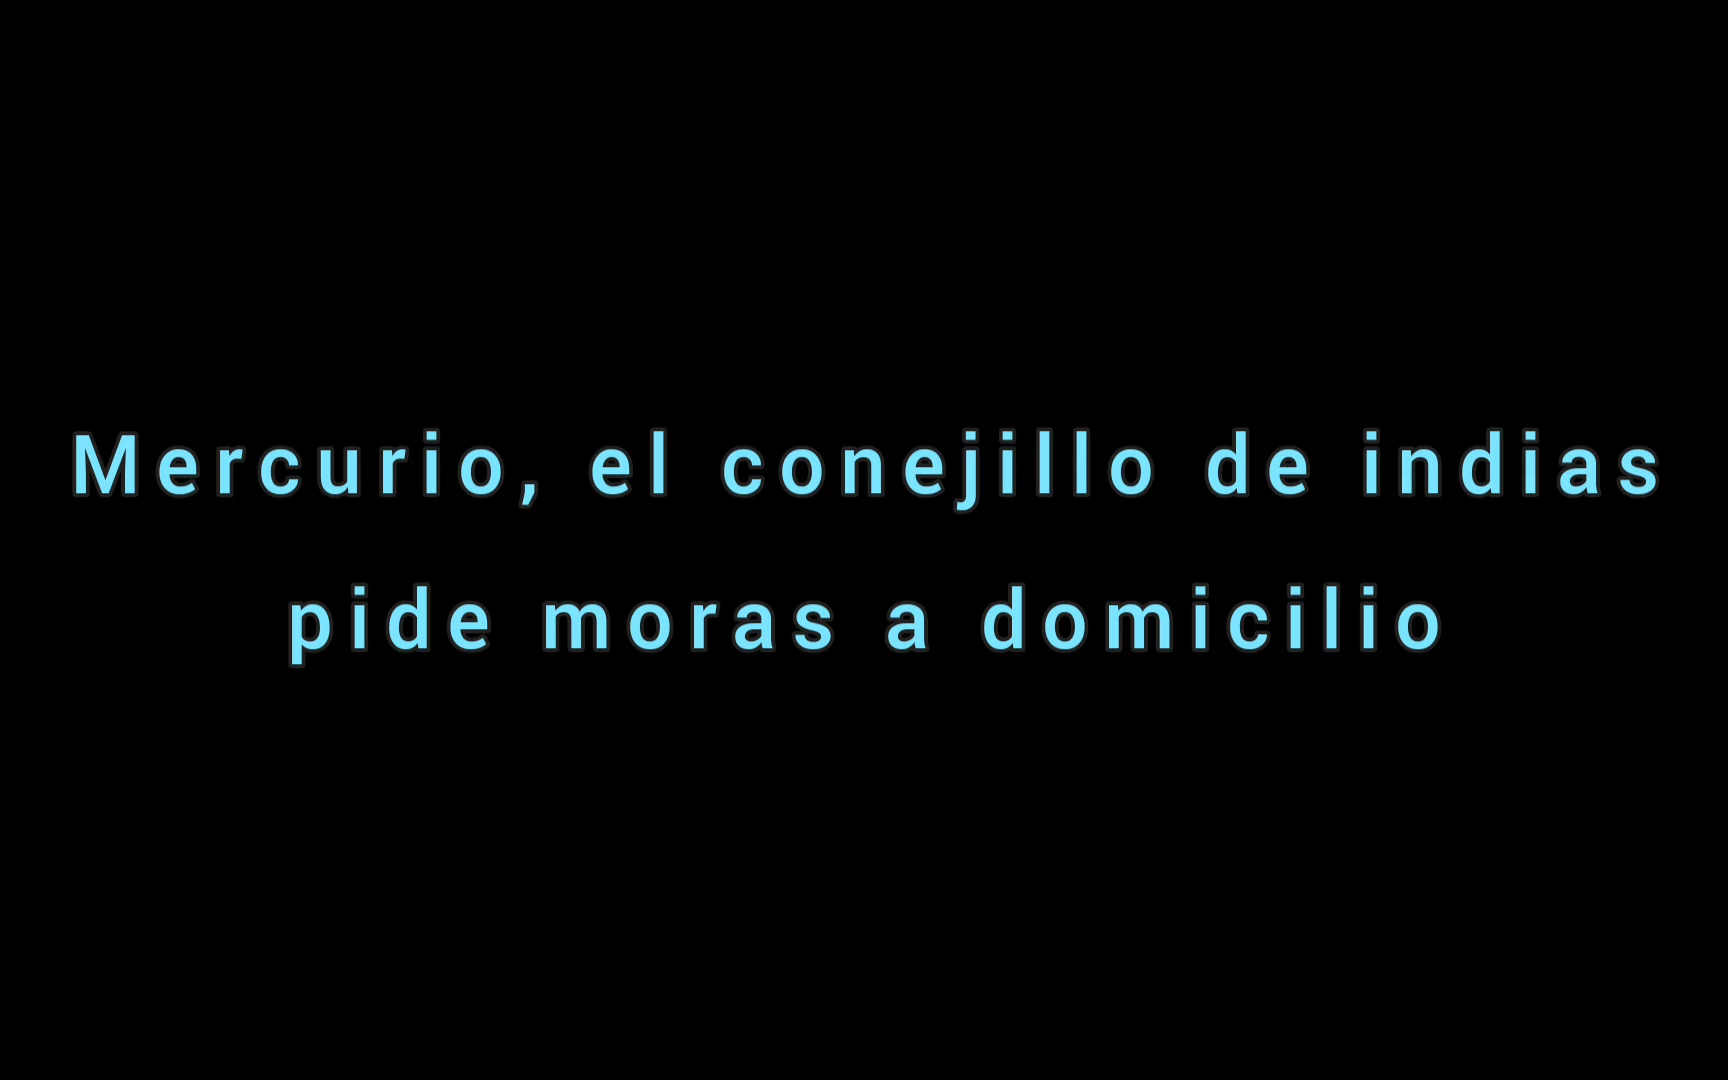 Mercurio, el conejillo de indias
pide moras a domicilio